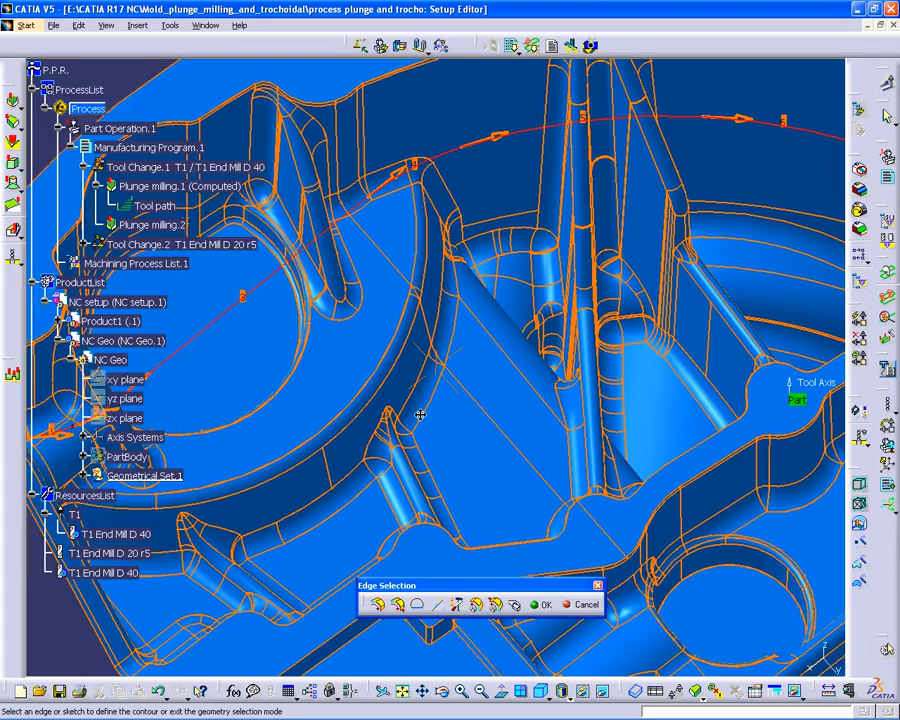 CATIA V5 - [E:\CATIA R17 NC\Mold_plunge_milling_and_trochoidal\process plunge and trocho: Setup Editor]
Start File Edit View Insert Tools Window Help
P.P.R.
ProcessList
Process
Part Operation.1
Manufacturing Program.1
Tool Change.1 T1 / T1 End Mill D 40
Plunge milling.1 (Computed)
Tool path
Plunge milling.2
Tool Change.2 T1 End Mill D 20 r5
Machining Process List.1
ProductList
NC setup (NC setup.1)
Product1 (.1)
NC Geo (NC Geo.1)
NC Geo
xy plane
yz plane
zx plane
Axis Systems
PartBody
Geometrical Set.1
ResourcesList
T1
T1 End Mill D 40
T1 End Mill D 20 r5
T1 End Mill D 40
Tool Axis
Part
Edge Selection
OK Cancel
Select an edge or sketch to define the contour or exit the geometry selection mode